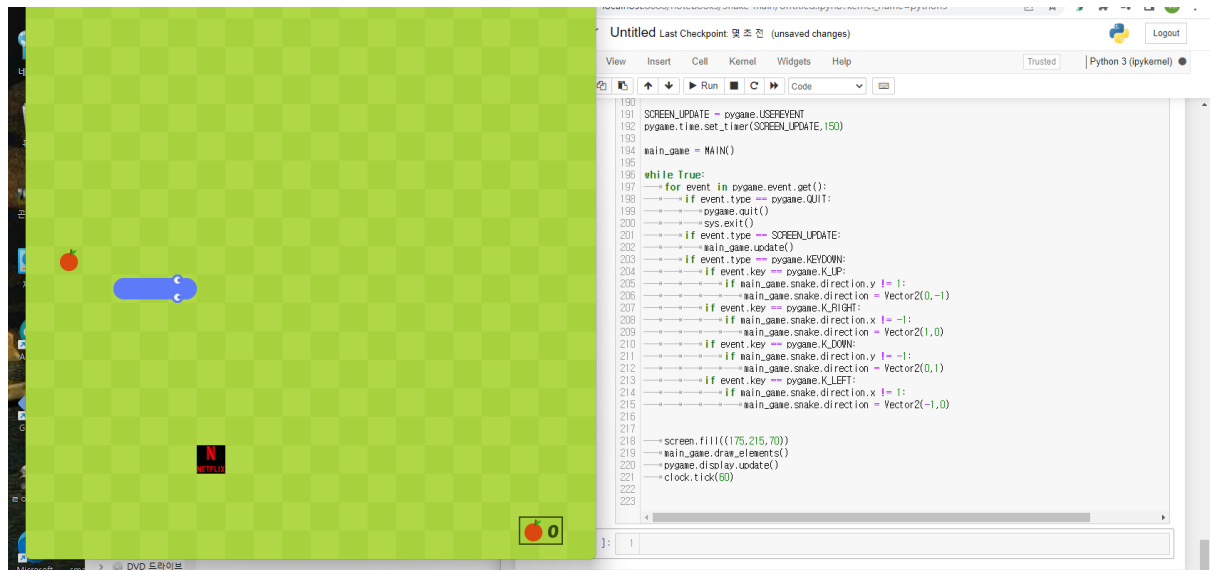 NETFLIX
0
DVD 드라이브
Untitled Last Checkpoint: 몇 초 전 (unsaved changes)
Logout
View Insert Cell Kernel Widgets Help
Trusted Python 3 (ipykernel)
Run Code
190
191 SCREEN_UPDATE = pygame.USEREVENT
192 pygame.time.set_timer(SCREEN_UPDATE,150)
193
194 main_game = MAIN()
195
196 while True:
197 for event in pygame.event.get():
198 if event.type == pygame.QUIT:
199 pygame.quit()
200 sys.exit()
201 if event.type == SCREEN_UPDATE:
202 main_game.update()
203 if event.type == pygame.KEYDOWN:
204 if event.key == pygame.K_UP:
205 if main_game.snake.direction.y != 1:
206 main_game.snake.direction = Vector2(0,-1)
207 if event.key == pygame.K_RIGHT:
208 if main_game.snake.direction.x != -1:
209 main_game.snake.direction = Vector2(1,0)
210 if event.key == pygame.K_DOWN:
211 if main_game.snake.direction.y != -1:
212 main_game.snake.direction = Vector2(0,1)
213 if event.key == pygame.K_LEFT:
214 if main_game.snake.direction.x != 1:
215 main_game.snake.direction = Vector2(-1,0)
216
217
218 screen.fill((175,215,70))
219 main_game.draw_elements()
220 pygame.display.update()
221 clock.tick(60)
222
223
]: 1